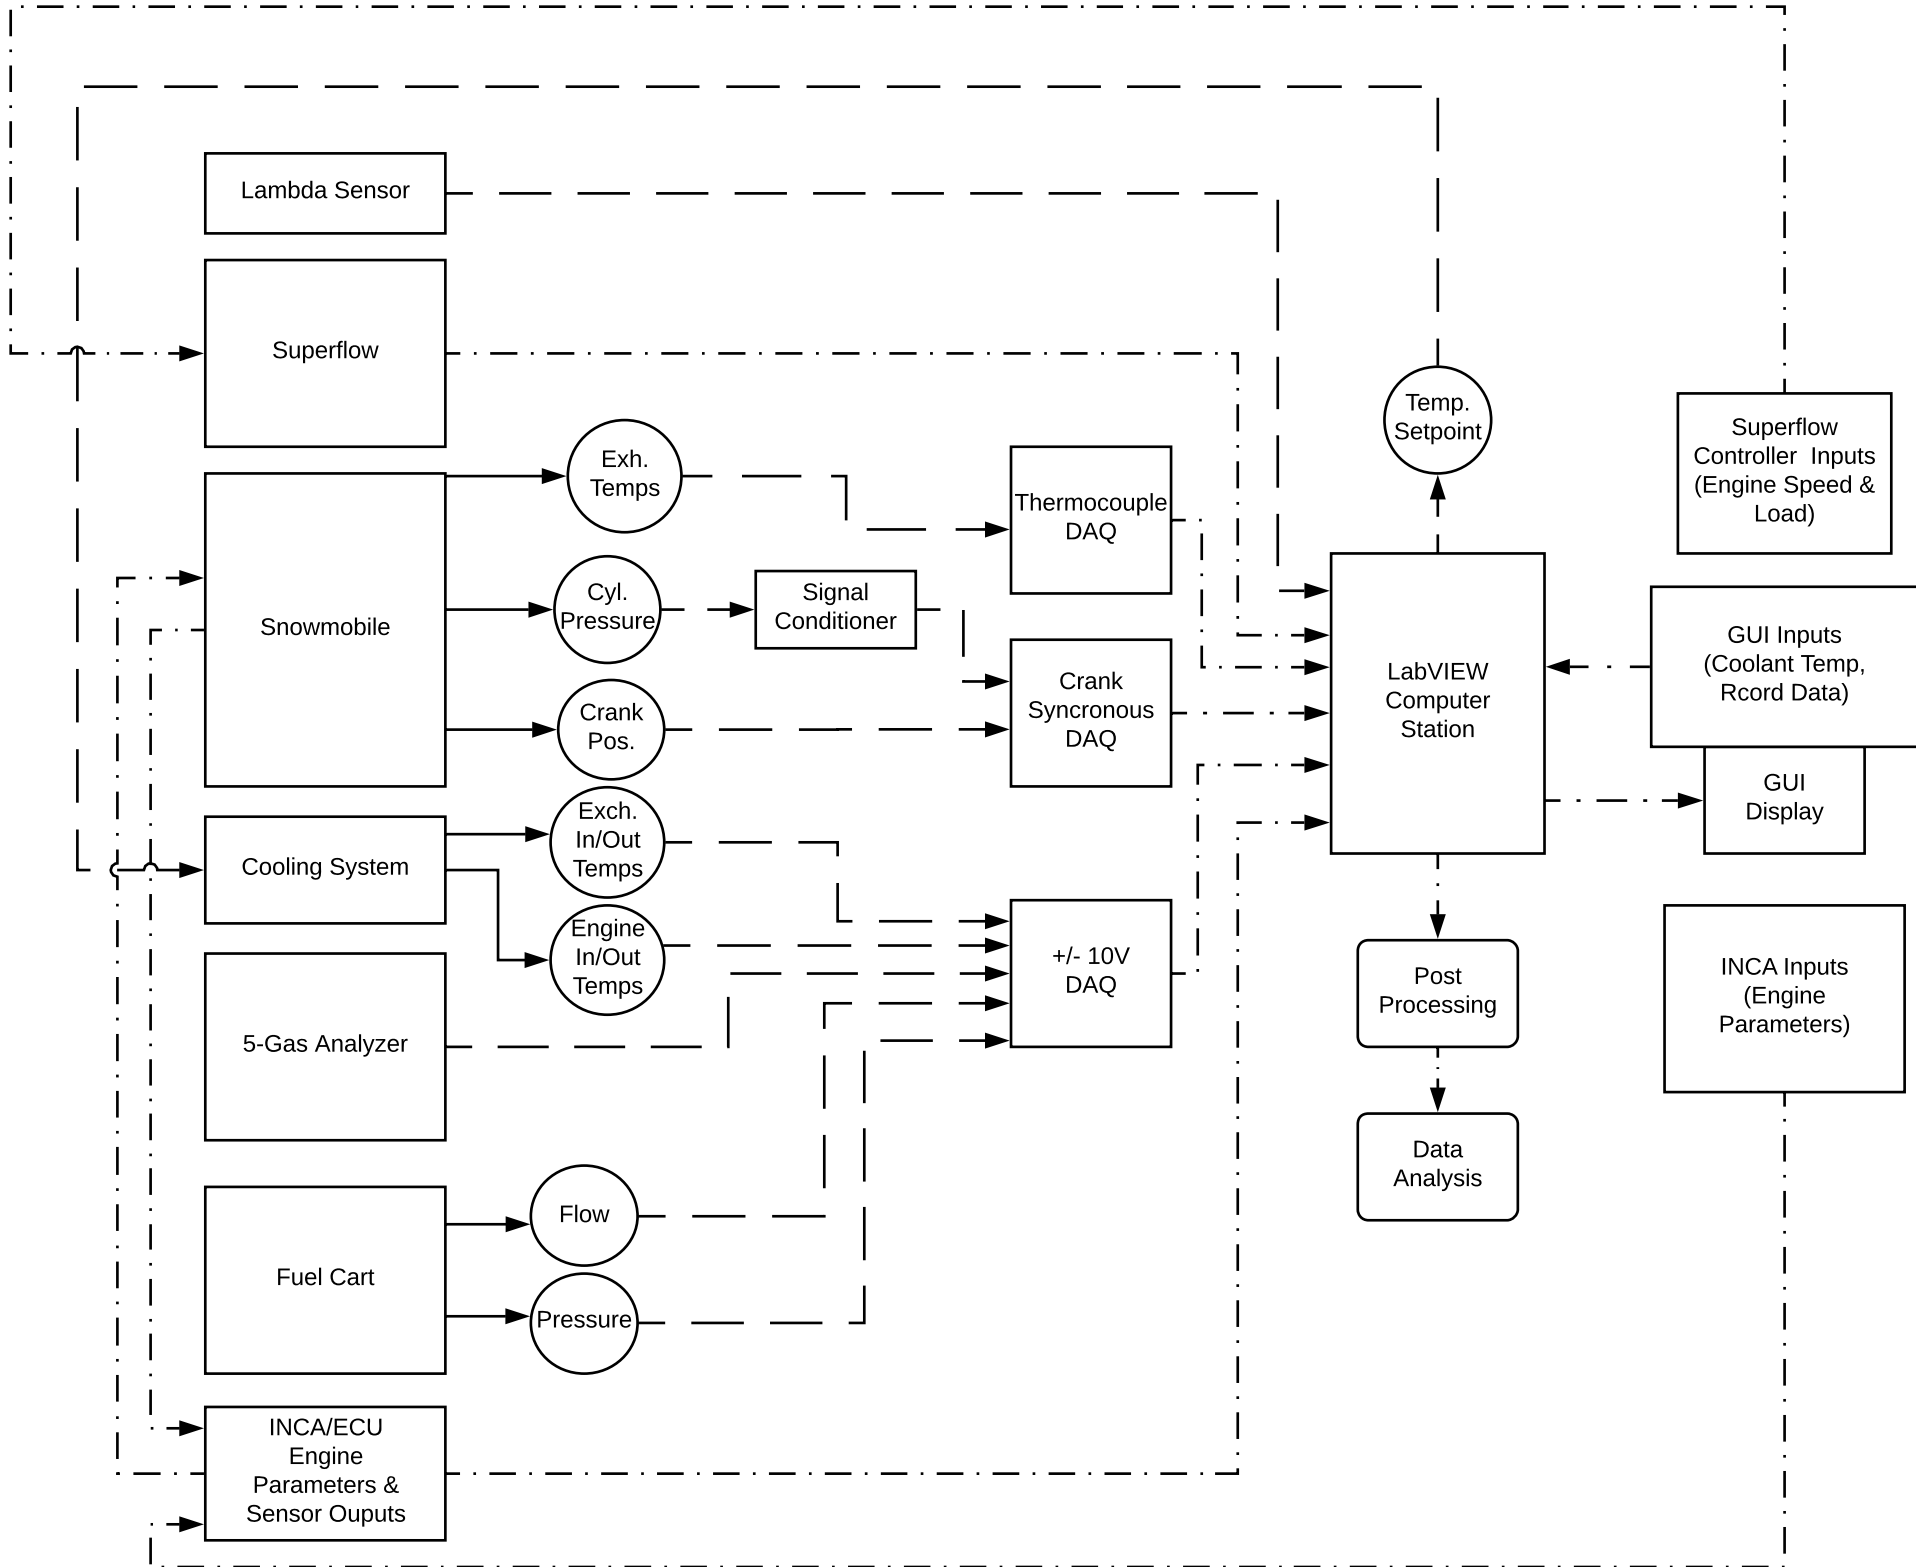 Lambda Sensor
Superflow
Snowmobile
Cooling System
5-Gas Analyzer
Fuel Cart
INCA/ECU
Engine
Parameters &
Sensor Ouputs
Exh.
Temps
Cyl.
Pressure
Crank
Pos.
Exch.
In/Out
Temps
Engine
In/Out
Temps
Flow
Pressure
Signal
Conditioner
Thermocouple
DAQ
Crank
Syncronous
DAQ
+/- 10V
DAQ
Temp.
Setpoint
LabVIEW
Computer
Station
Post
Processing
Data
Analysis
Superflow
Controller  Inputs
(Engine Speed &
Load)
GUI Inputs
(Coolant Temp,
Rcord Data)
GUI
Display
INCA Inputs
(Engine
Parameters)